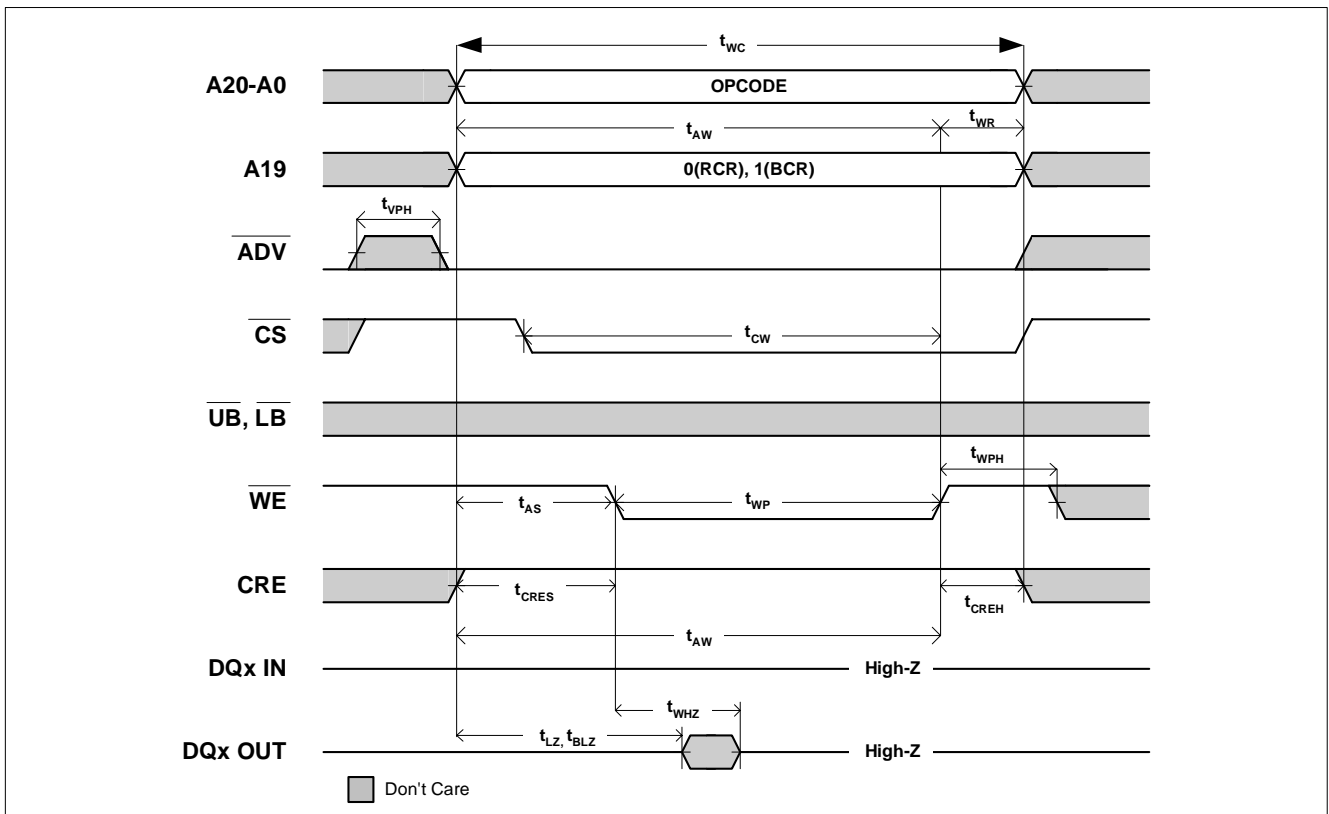 tWC
A20-A0
OPCODE
tAW
tWR
A19
0(RCR), 1(BCR)
tVPH
ADV
CS
tCW
UB, LB
tWPH
WE
tAS
tWP
CRE
tCRES
tCREH
tAW
DQx IN
High-Z
tWHZ
tLZ, tBLZ
DQx OUT
High-Z
Don't Care